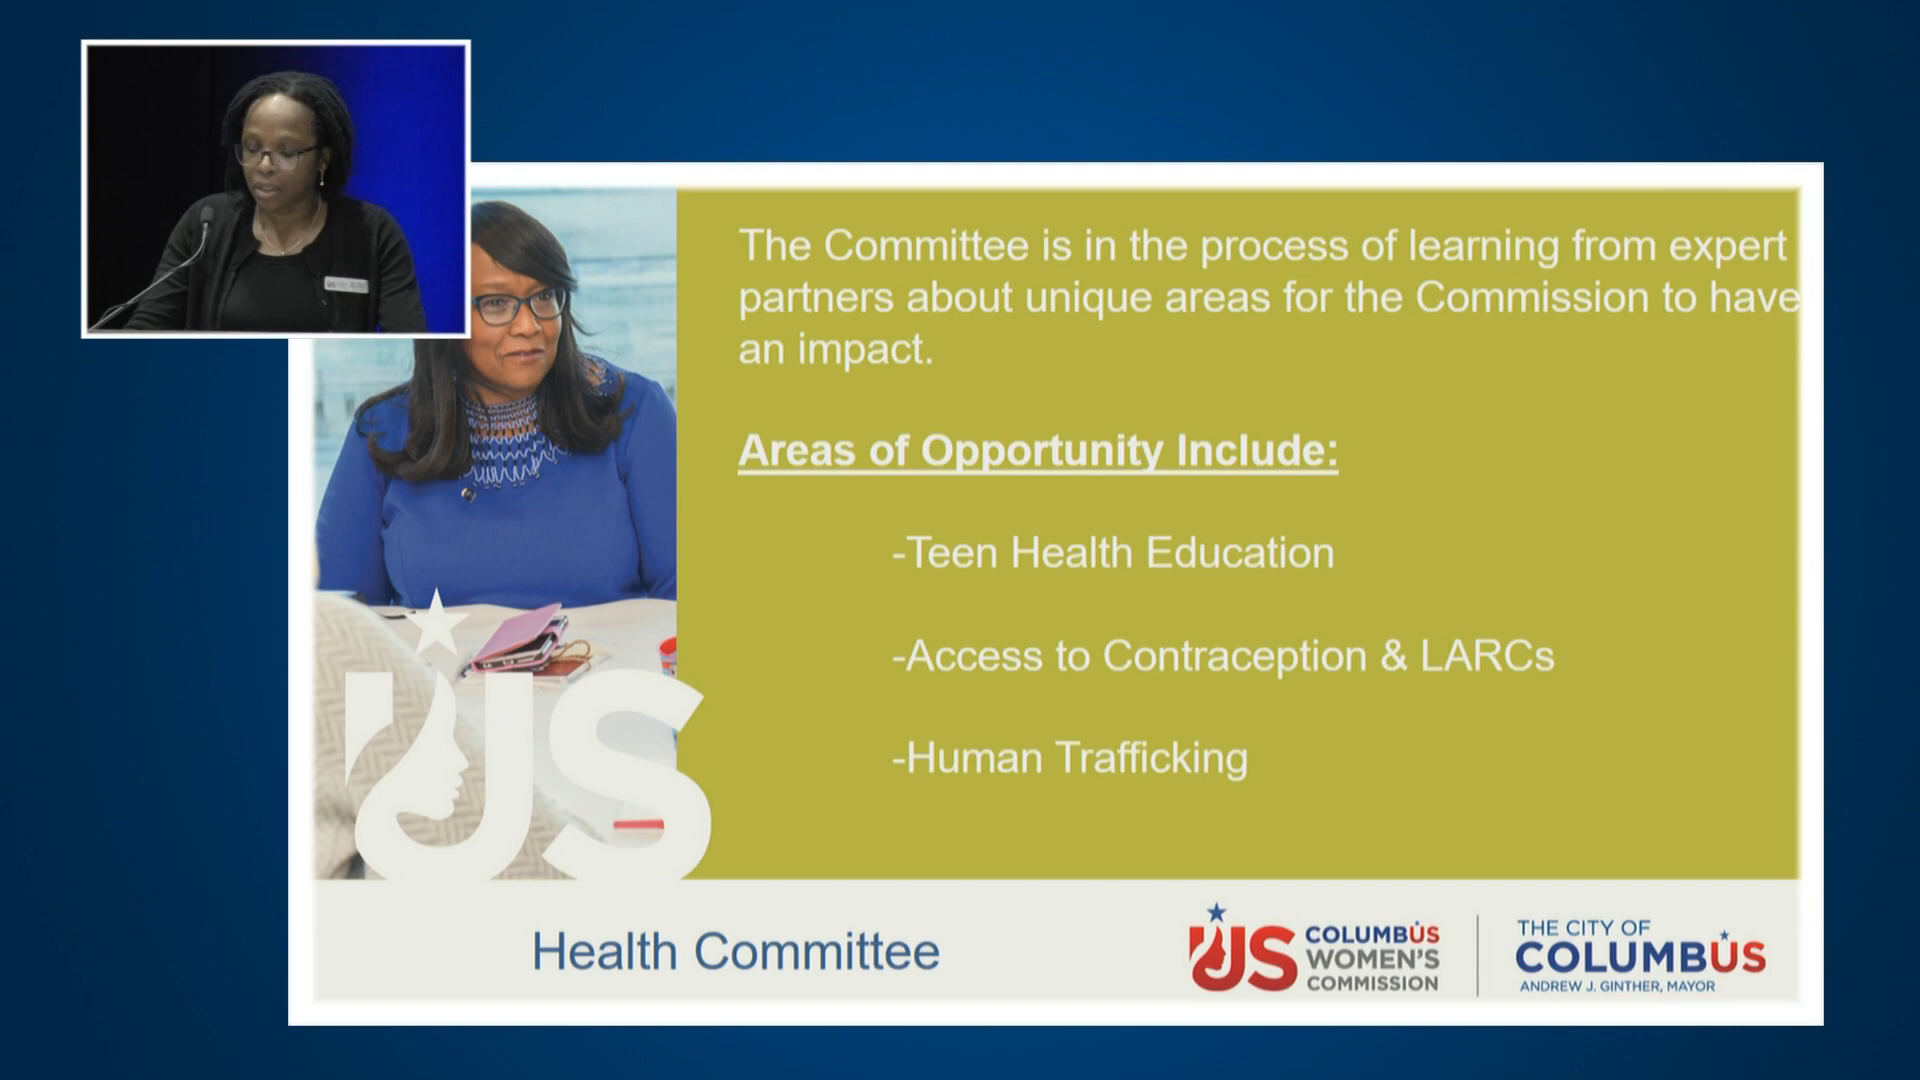 The Committee is in the process of learning from expert
partners about unique areas for the Commission to have
an impact.
Areas of Opportunity Include:
-Teen Health Education
-Access to Contraception & LARCs
-Human Trafficking
US
Health Committee
US
COLUMBUS
WOMEN'S
COMMISSION
THE CITY OF
COLUMBUS
ANDREW J. GINTHER, MAYOR